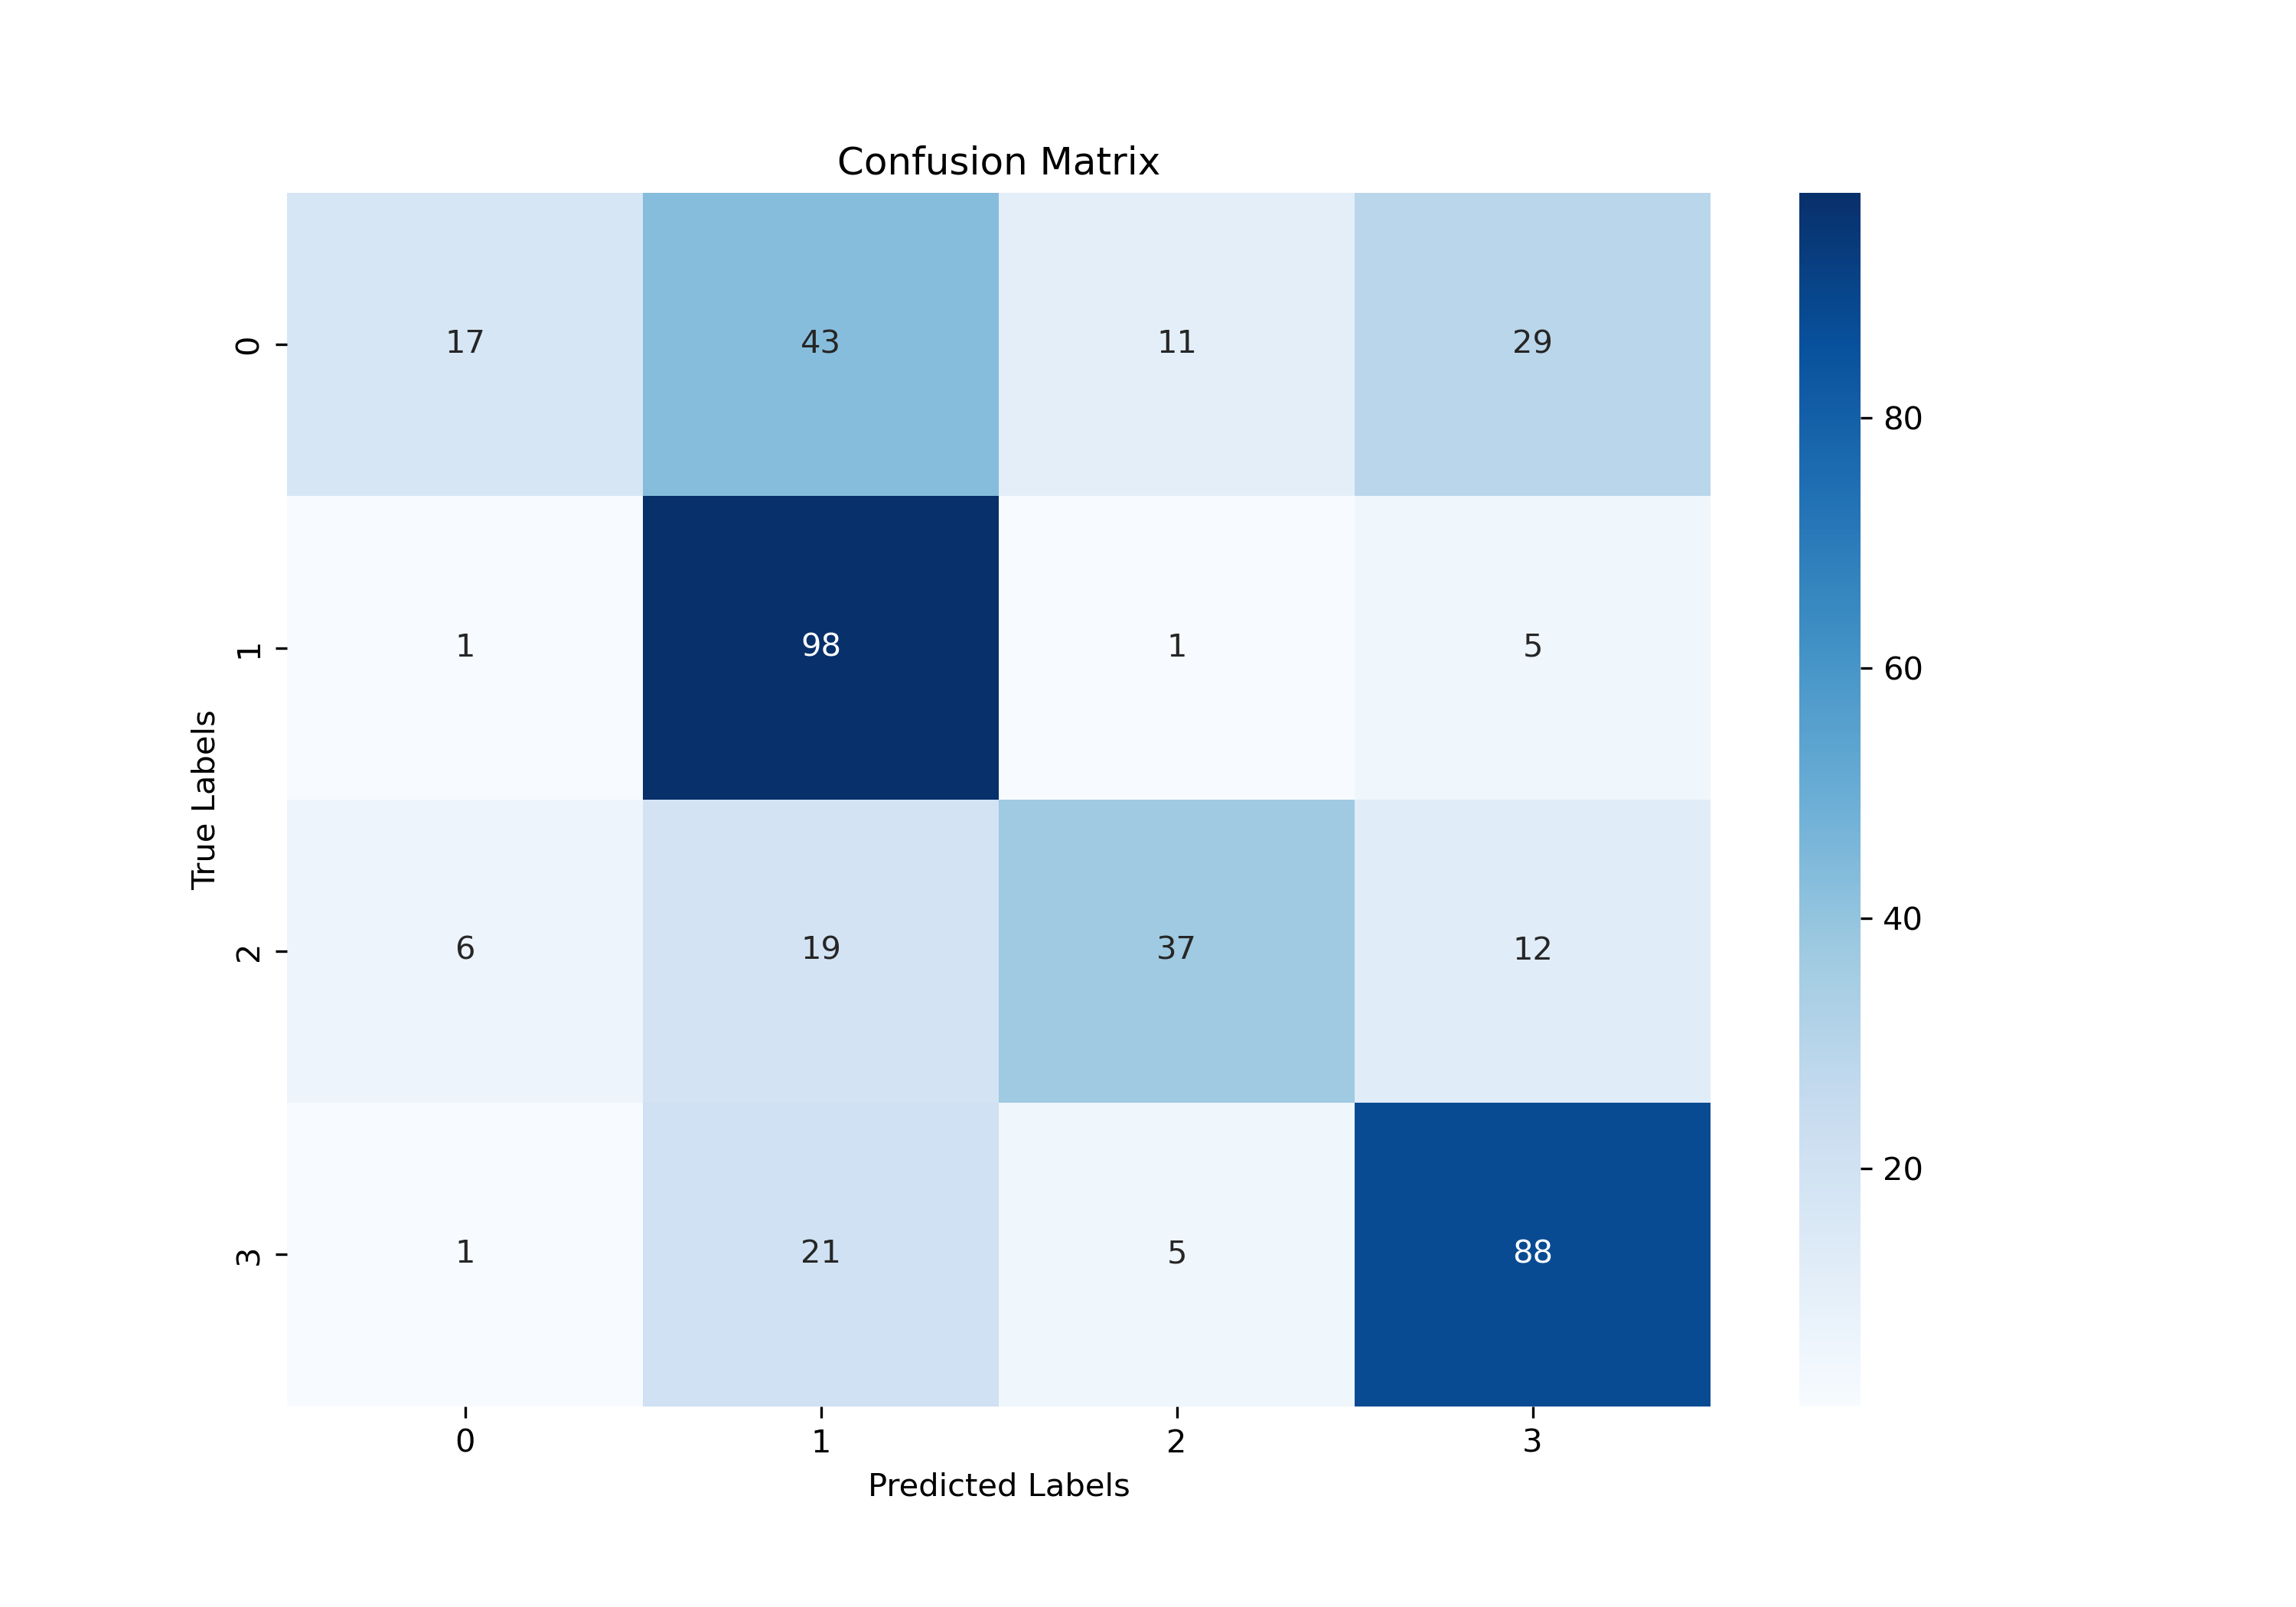 Confusion Matrix
0 17 43 11 29
1 1 98 1 5
2 6 19 37 12
3 1 21 5 88
0 1 2 3
Predicted Labels
True Labels
80
60
40
20